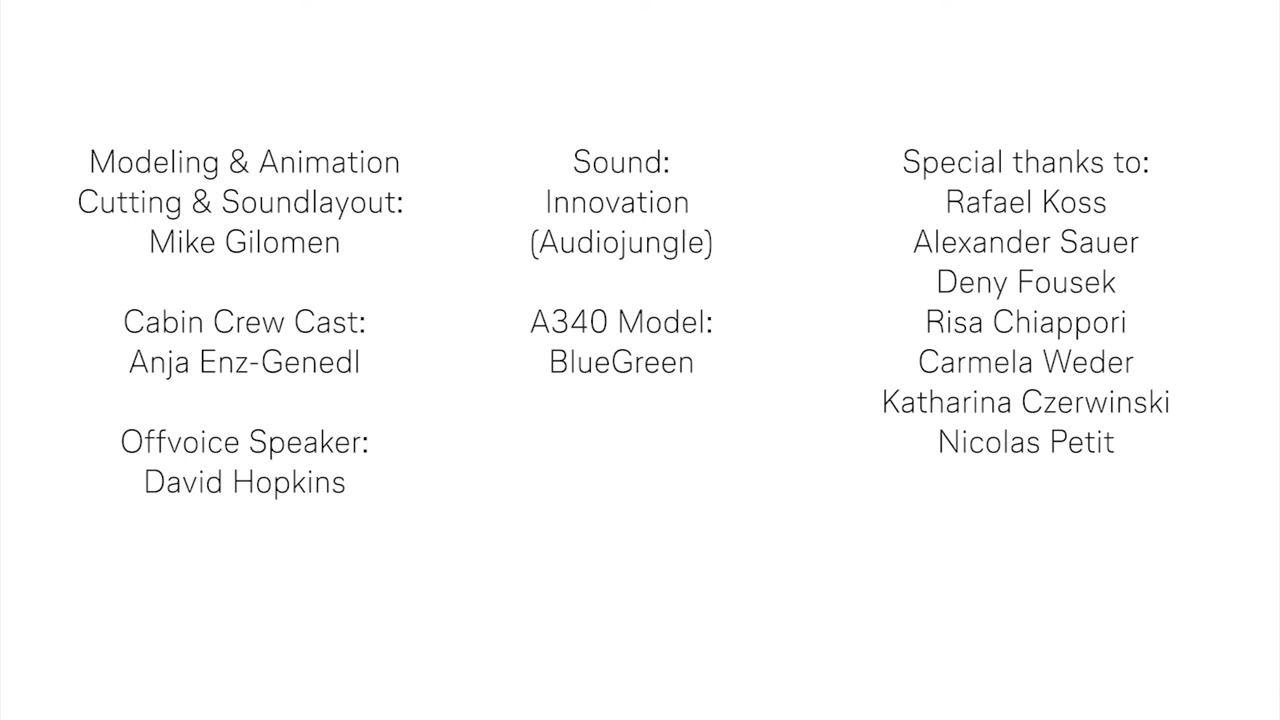 Modeling & Animation
Cutting & Soundlayout:
Mike Gilomen
Cabin Crew Cast:
Anja Enz-Genedl
Offvoice Speaker:
David Hopkins
Sound:
Innovation
(Audiojungle)
A340 Model:
BlueGreen
Special thanks to:
Rafael Koss
Alexander Sauer
Deny Fousek
Risa Chiappori
Carmela Weder
Katharina Czerwinski
Nicolas Petit